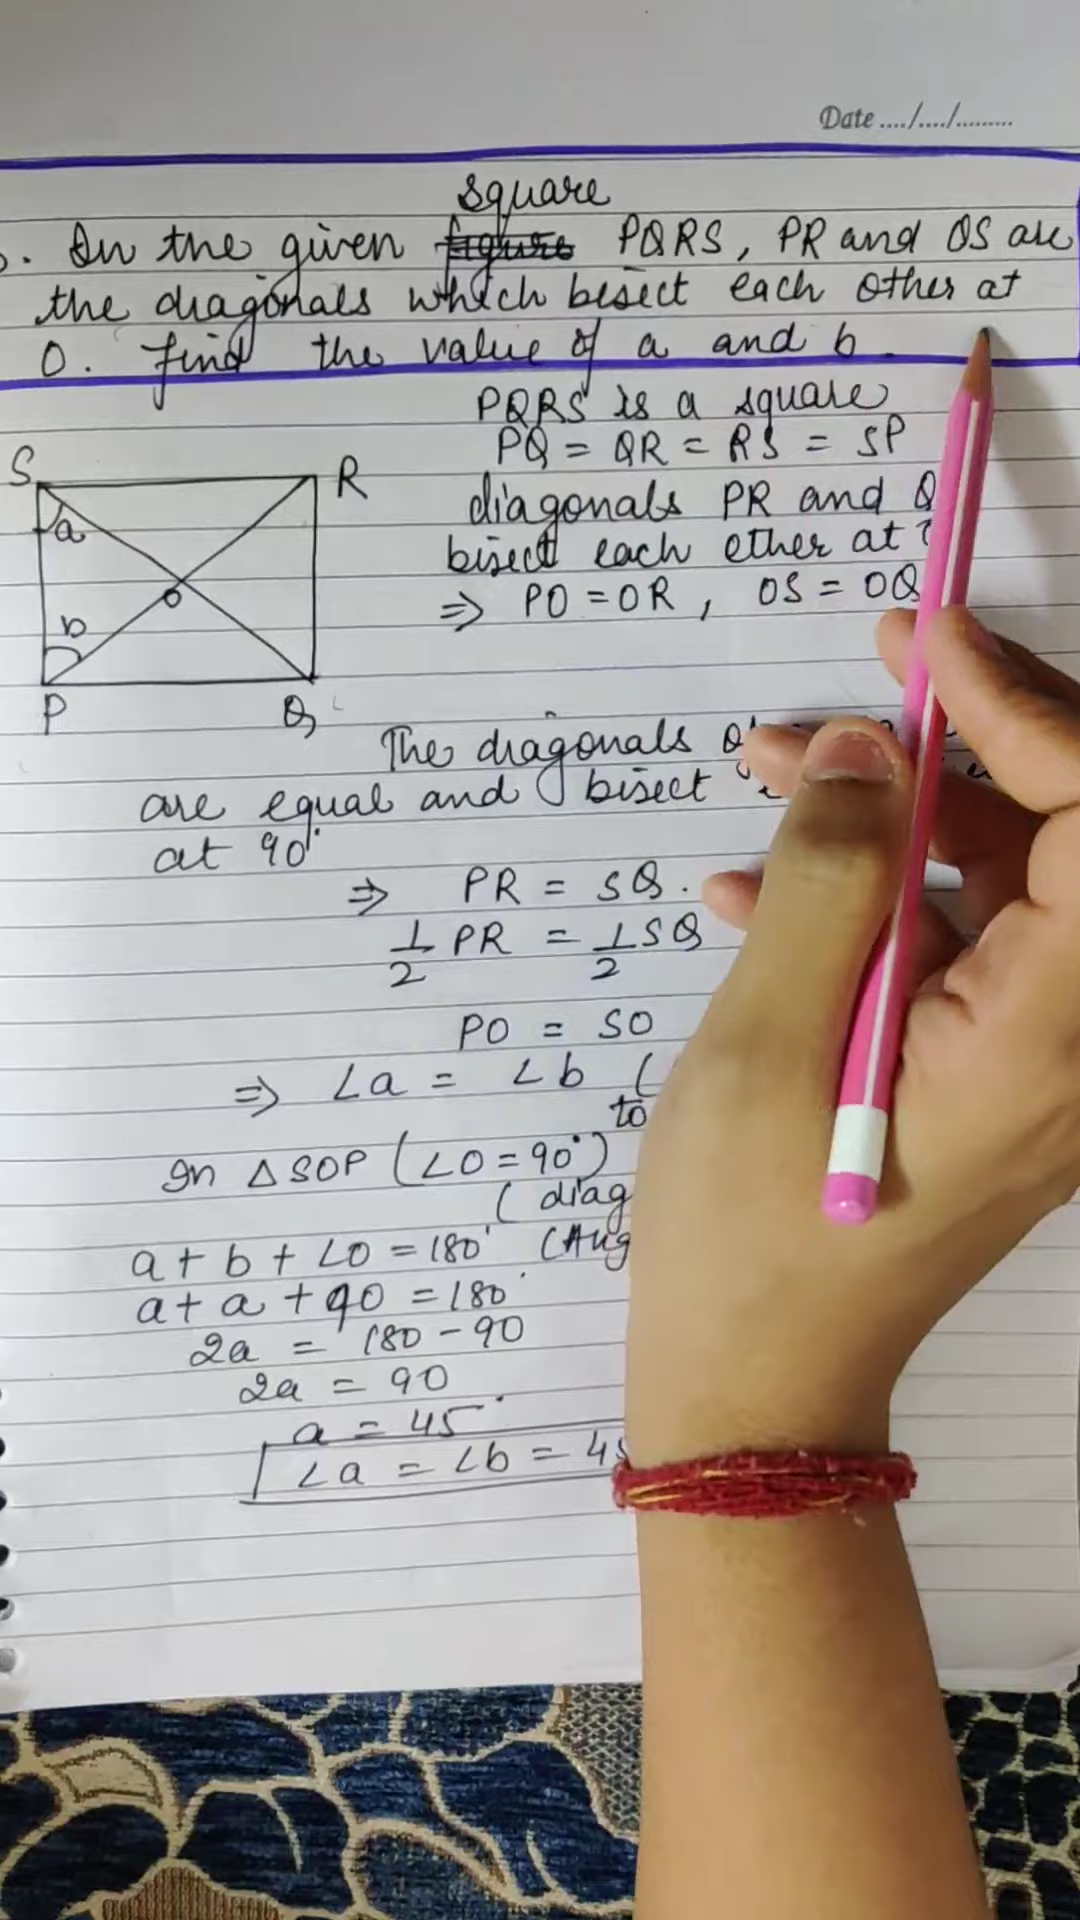 Date ..../..../.........
square
In the given figure PQRS, PR and QS are
the diagonals which bisect each other at
O. find the value of a and b.
PQRS is a square
PQ = QR = RS = SP
diagonals PR and Q
bisect each other at
⇒ PO = OR, OS = OQ
S
R
a
O
b
P
Q
The diagonals of
are equal and bisect
at 90°
⇒ PR = SQ.
1/2 PR = 1/2 SQ
PO = SO
⇒ ∠a = ∠b (
to
In △SOP (∠O = 90°)
( diag
a + b + ∠O = 180° (Ang
a + a + 90 = 180°
2a = 180 - 90
2a = 90
a = 45°
∠a = ∠b = 45